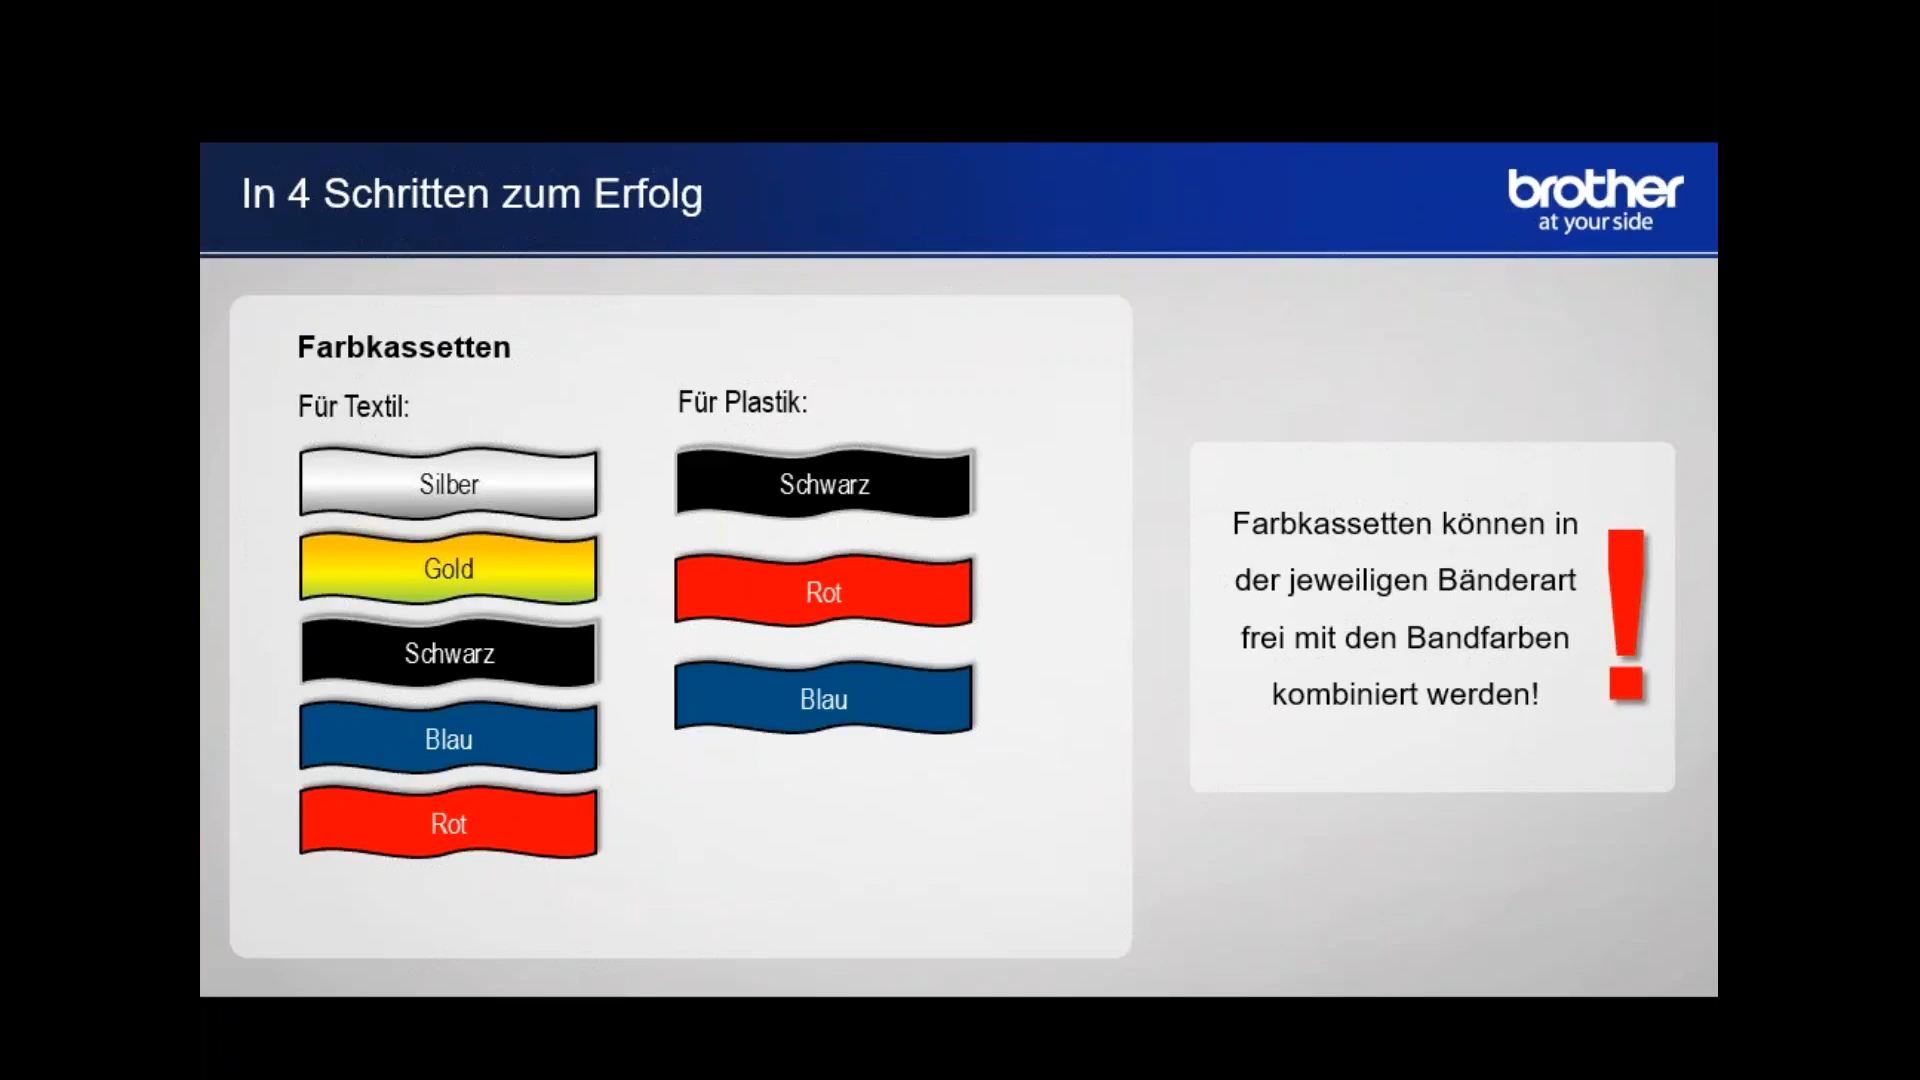 In 4 Schritten zum Erfolg
brother
at your side
Farbkassetten
Für Textil:
Silber
Gold
Schwarz
Blau
Rot
Für Plastik:
Schwarz
Rot
Blau
Farbkassetten können in
der jeweiligen Bänderart
frei mit den Bandfarben
kombiniert werden!
!